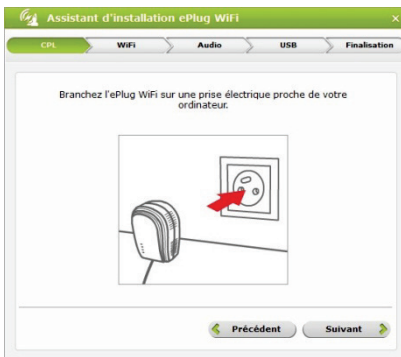 Assistant d'installation ePlug WiFi
CPL
WiFi
Audio
USB
Finalisation
Branchez l'ePlug WiFi sur une prise électrique proche de votre
ordinateur.
Précédent
Suivant